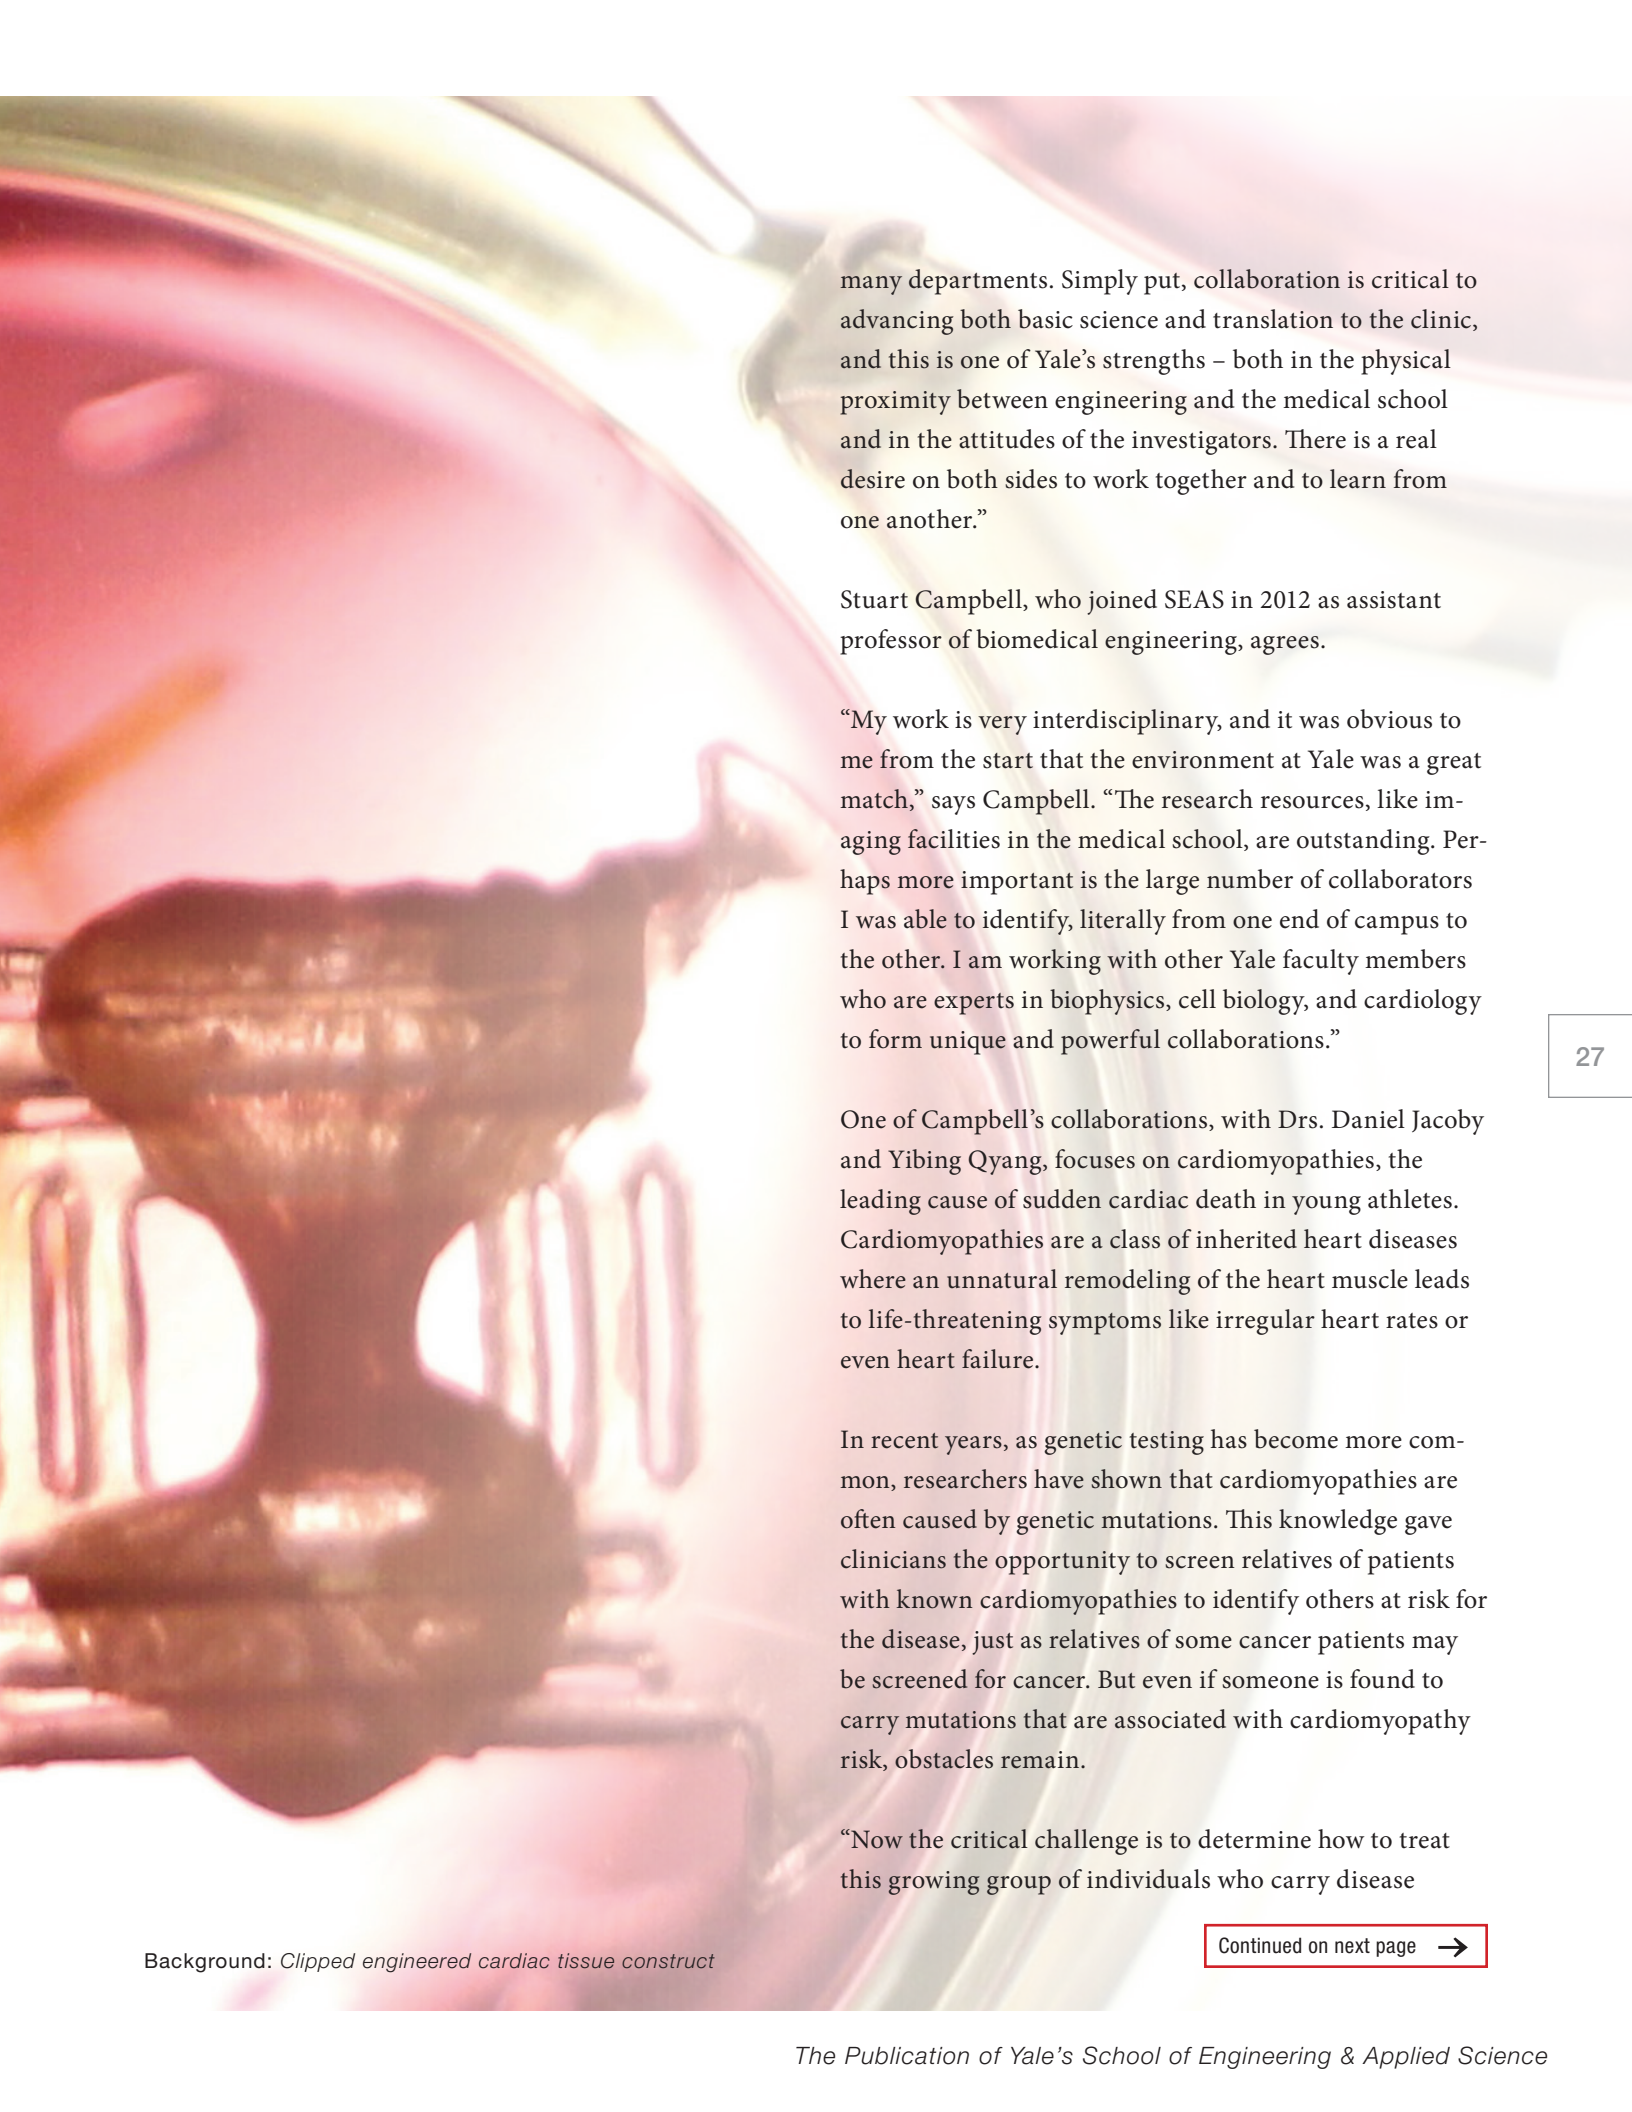 many departments. Simply put, collaboration is critical to
advancing both basic science and translation to the clinic,
and this is one of Yale’s strengths – both in the physical
proximity between engineering and the medical school
and in the attitudes of the investigators. There is a real
desire on both sides to work together and to learn from
one another.”
Stuart Campbell, who joined SEAS in 2012 as assistant
professor of biomedical engineering, agrees.
“My work is very interdisciplinary, and it was obvious to
me from the start that the environment at Yale was a great
match,” says Campbell. “The research resources, like im-
aging facilities in the medical school, are outstanding. Per-
haps more important is the large number of collaborators
I was able to identify, literally from one end of campus to
the other. I am working with other Yale faculty members
who are experts in biophysics, cell biology, and cardiology
to form unique and powerful collaborations.”
27
One of Campbell’s collaborations, with Drs. Daniel Jacoby
and Yibing Qyang, focuses on cardiomyopathies, the
leading cause of sudden cardiac death in young athletes.
Cardiomyopathies are a class of inherited heart diseases
where an unnatural remodeling of the heart muscle leads
to life-threatening symptoms like irregular heart rates or
even heart failure.
In recent years, as genetic testing has become more com-
mon, researchers have shown that cardiomyopathies are
often caused by genetic mutations. This knowledge gave
clinicians the opportunity to screen relatives of patients
with known cardiomyopathies to identify others at risk for
the disease, just as relatives of some cancer patients may
be screened for cancer. But even if someone is found to
carry mutations that are associated with cardiomyopathy
risk, obstacles remain.
“Now the critical challenge is to determine how to treat
this growing group of individuals who carry disease
Continued on next page →
Background: Clipped engineered cardiac tissue construct
The Publication of Yale’s School of Engineering & Applied Science